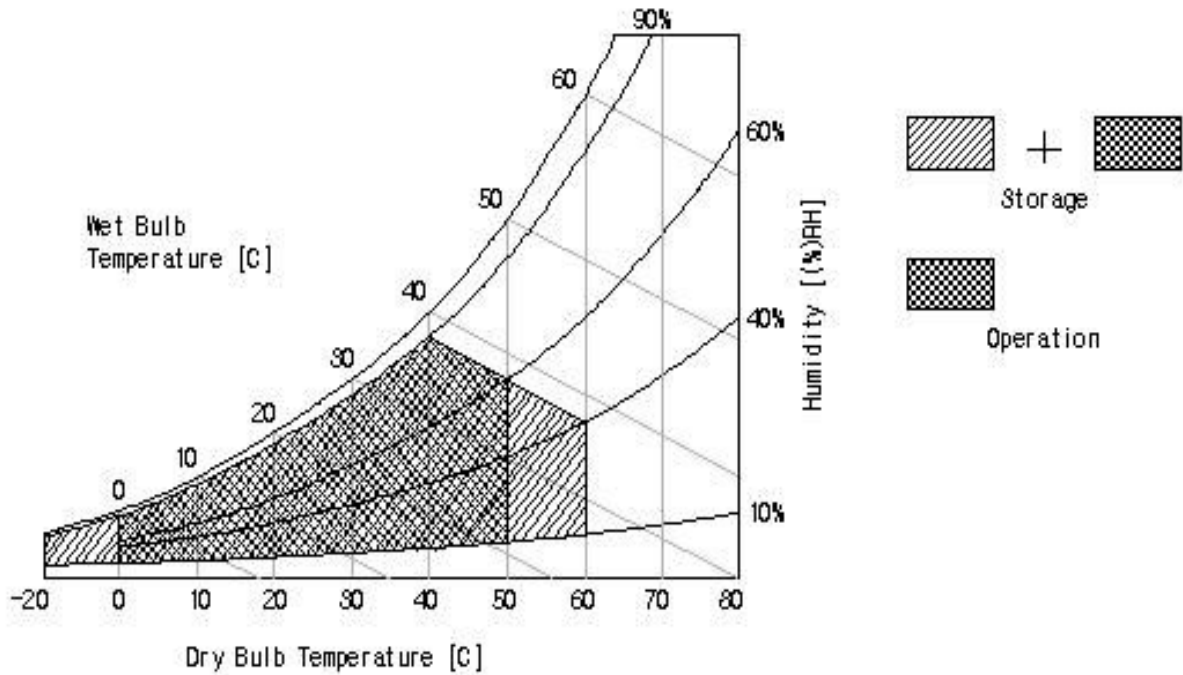 90%
60
60%
50
Wet Bulb
Temperature [C]
40
30
20
10
0
40%
10%
Humidity [(%)RH]
-20 0 10 20 30 40 50 60 70 80
Dry Bulb Temperature [C]
+
Storage
Operation